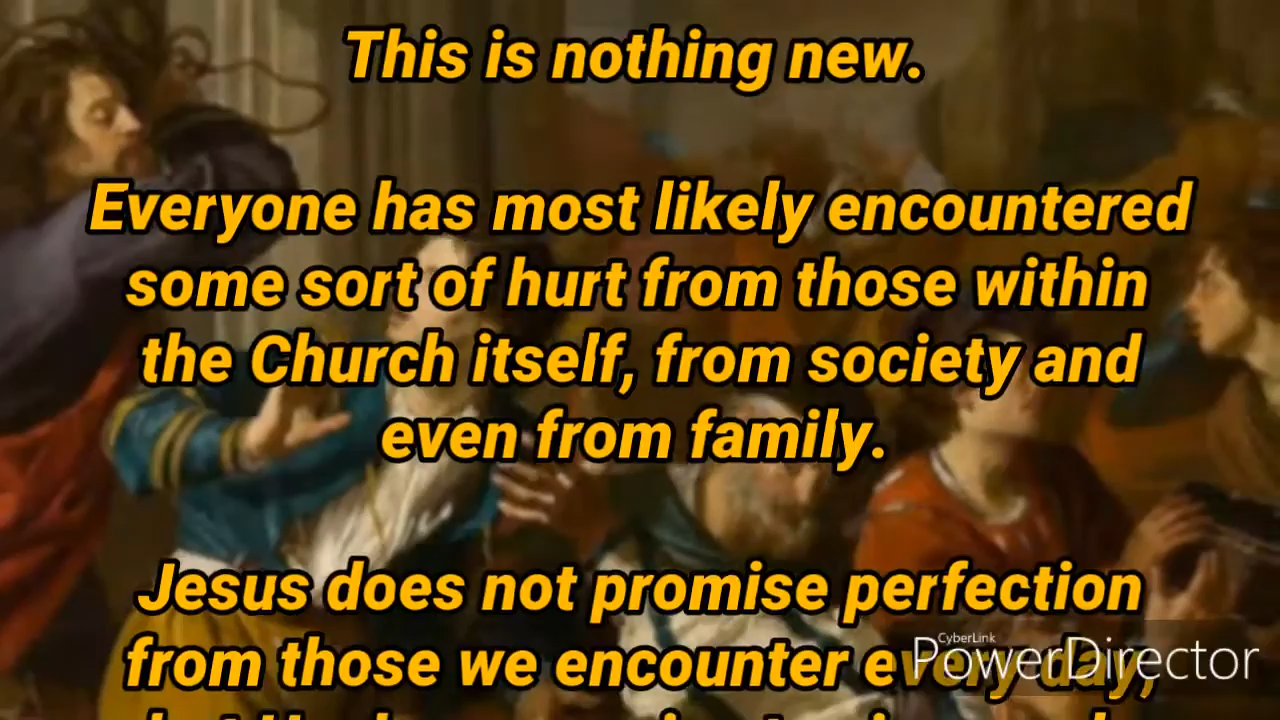 This is nothing new.
Everyone has most likely encountered
some sort of hurt from those within
the Church itself, from society and
even from family.
Jesus does not promise perfection
from those we encounter every day,
CyberLink
PowerDirector